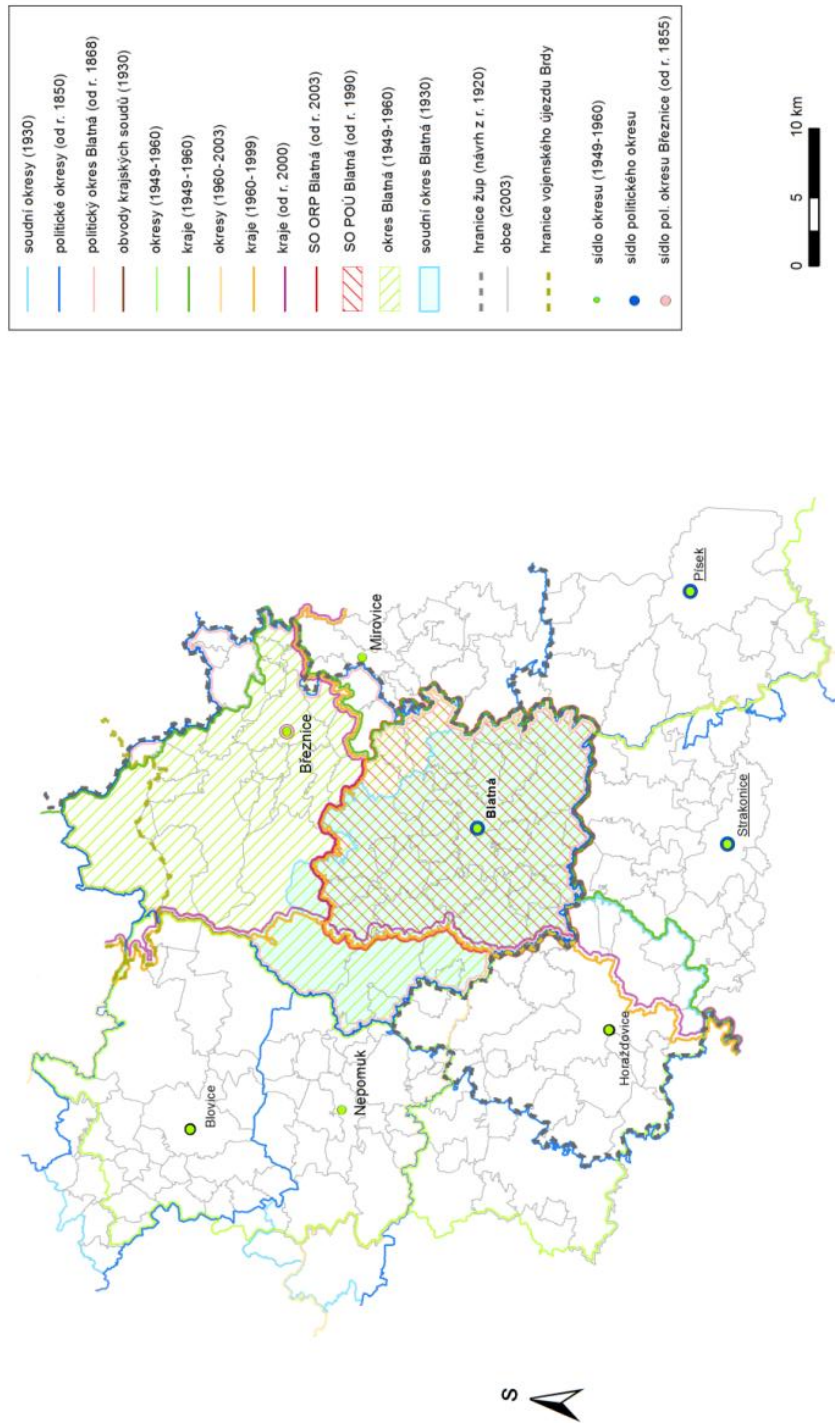 soudní okresy (1930)
politické okresy (od r. 1850)
politický okres Blatná (od r. 1868)
obvody krajských soudů (1930)
okresy (1949-1960)
kraje (1949-1960)
okresy (1960-2003)
kraje (1960-1999)
kraje (od r. 2000)
SO ORP Blatná (od r. 2003)
SO POÚ Blatná (od r. 1990)
okres Blatná (1949-1960)
soudní okres Blatná (1930)
hranice žup (návrh z r. 1920)
obce (2003)
hranice vojenského újezdu Brdy
sídlo okresu (1949-1960)
sídlo politického okresu
sídlo pol. okresu Březnice (od r. 1855)
0 5 10 km
S
Blovice
Nepomuk
Horažďovice
Březnice
Mirovice
Blatná
Strakonice
Písek